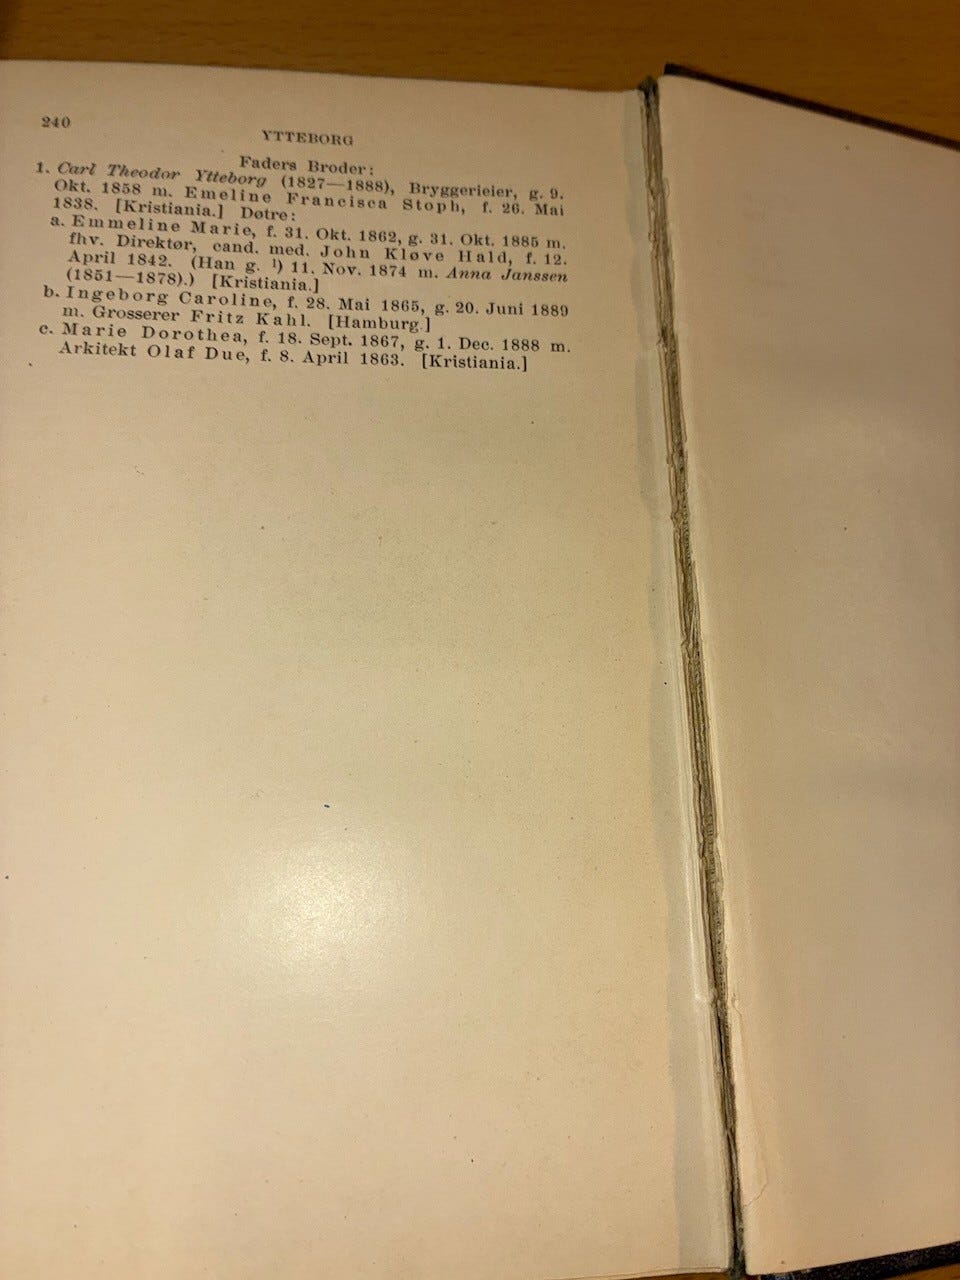 240
YTTEBORG
Faders Broder:
1. Carl Theodor Ytteborg (1827—1888), Bryggerieier, g. 9.
Okt. 1858 m. Emeline Francisca Stoph, f. 26. Mai
1838. [Kristiania.] Døtre:
a. Emmeline Marie, f. 31. Okt. 1862, g. 31. Okt. 1885 m.
fhv. Direktør, cand. med. John Kløve Hald, f. 12.
April 1842. (Han g. ¹) 11. Nov. 1874 m. Anna Janssen
(1851—1878).) [Kristiania.]
b. Ingeborg Caroline, f. 28. Mai 1865, g. 20. Juni 1889
m. Grosserer Fritz Kahl. [Hamburg.]
c. Marie Dorothea, f. 18. Sept. 1867, g. 1. Dec. 1888 m.
Arkitekt Olaf Due, f. 8. April 1863. [Kristiania.]